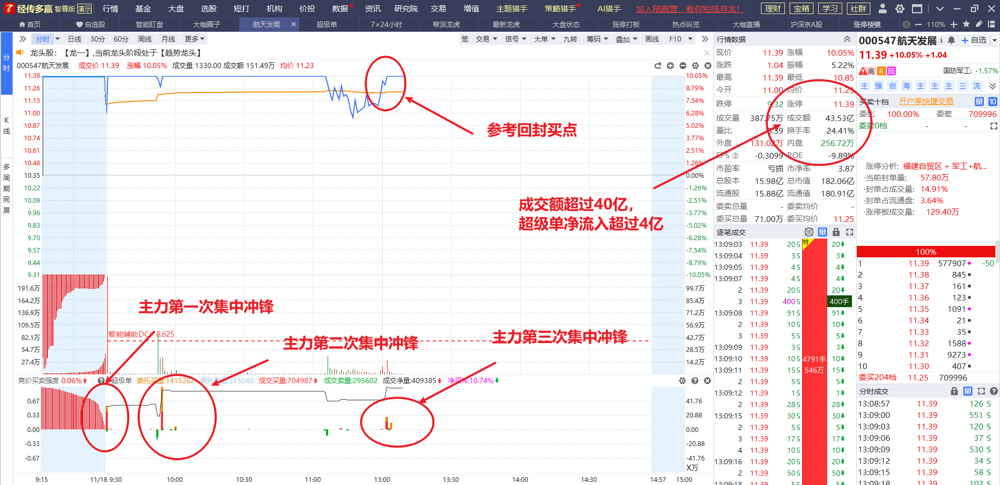 经传多赢 智尊版 演示 行情 基金 大盘 选股 短打 机构 价投 数据 资讯 研究院 交易 增值 主题猎手 策略猎手 AI猎手 加入陪跑营，教你短线寻龙！ 理财 宝箱 学习 社群
首页 自选股 智能盯盘 大咖圈子 航天发展 超级单 7×24小时 帮派龙虎 最新龙虎 大盘状态 涨停打板 热点纵览 大咖直播 沪深京A股 涨停棱镜 110%
分时 日线 30分 60分 周线 月线 更多 笼 交易 信号 大单 九转 筹码 叠加 画线 F10
龙头股：【龙一】,当前龙头阶段处于【趋势龙头】
000547航天发展 成交价 11.39 涨幅 10.05% 成交量 1330.00 成交额 151.49万 均价 11.23
分时
K线
多周期同屏
11.39 10.05%
11.26 8.79%
11.13 7.54%
11.00 6.28%
10.87 5.02%
10.74 3.77%
10.61 2.51%
10.48 1.26%
10.35 0.00%
10.22 -1.26%
10.09 -2.51%
9.96 -3.77%
9.83 -5.02%
9.70 -6.28%
9.57 -7.54%
9.44 -8.79%
9.31 -10.05%
191.6万 99.7万
164.2万 85.4万
136.9万 71.2万
109.5万 56.9万
82.1万 42.7万
54.7万 28.5万
27.4万 14.2万
参考回封买点
成交额超过40亿,
超级单净流入超过4亿
主力第一次集中冲锋
主力第二次集中冲锋
主力第三次集中冲锋
智能辅助DC: 8.625
竞价买卖强度 0.06% 超级单 委托买量:1415262 委托卖量:335048 成交买量:704987 成交卖量:295602 成交净量:409385 净买%:10.74%
0.67 41.76
0.33 20.88
0.00 0.00
-0.33 -20.88
-0.67 -41.76
X万
9:15 11/18 9:30 10:00 10:30 11:00 13:00 13:30 14:00 14:30 14:57 15:00
行情数据
现价 11.39 涨幅 10.05%
涨跌 1.04 振幅 5.22%
最高 11.39 最低 10.85
今开 11.00 均价 11.23
跌停 9.32 涨停 11.39
成交量 387.75万 成交额 43.53亿
量比 3.39 换手率 24.41%
外盘 131.02万 内盘 256.72万
EPS ③ -0.3099 ROE -9.89%
市盈率 亏损 市净率 3.87
总股本 15.98亿 总市值 182.06亿
流通股 15.88亿 流通值 180.91亿
委卖总量 - 委卖均价 -
委买总量 71.00万 委买均价 11.25
逐笔成交 单 量
13:09:03 11.39 20 S 特 20
13:09:04 11.39 3 S 3
13:09:05 11.39 4 S 4
13:09:07 11.39 4 S 4
2 11.39 20 S 20
3 11.39 400 S 400手
13:09:08 11.39 91 S 91
2 11.39 10 S 10
3 11.39 5 S 5
13:09:09 11.39 3 S 3
13:09:10 11.39 10 S 4791手 10
13:09:11 11.39 15 S 546万 15
2 11.39 5 S 5
13:09:12 11.39 1 S 1
2 11.39 28 S 28
13:09:15 11.39 30 S 30
2 11.39 5 S 5
3 11.39 17 S 17
4 11.39 10 S 10
13:09:16 11.39 20 S 20
2 11.39 50 S 50
13:09:18 11.39 5 S 5
000547 航天发展 自选
11.39 +10.05% +1.04
高 R 陆 国防军工: -1.57%
主 强 创 海 主 主 主 三 流
买卖十档 开户享快捷交易 量 10
委比 100.00% 委差 709996
委卖0档 - -
涨停分析: 福建自贸区 + 军工+航...
·当前封单量: 57.80万
·封单占成交量: 14.91%
·封单占流通盘: 3.64%
·涨停板成交量: 129.40万
100%
1 11.39 577907 -50
2 11.38 845
3 11.37 161
4 11.36 123
5 11.35 1091
6 11.34 21
7 11.33 35
8 11.32 1588
9 11.31 9273
10 11.30 407
委买204档 11.25 709996
分时成交 量
13:08:57 11.39 126 S
13:09:00 11.39 551 S
13:09:03 11.39 120 S
13:09:06 11.39 37 S
13:09:09 11.39 530 S
13:09:12 11.39 34 S
13:09:15 11.39 58 S
13:09:18 11.39 102 S